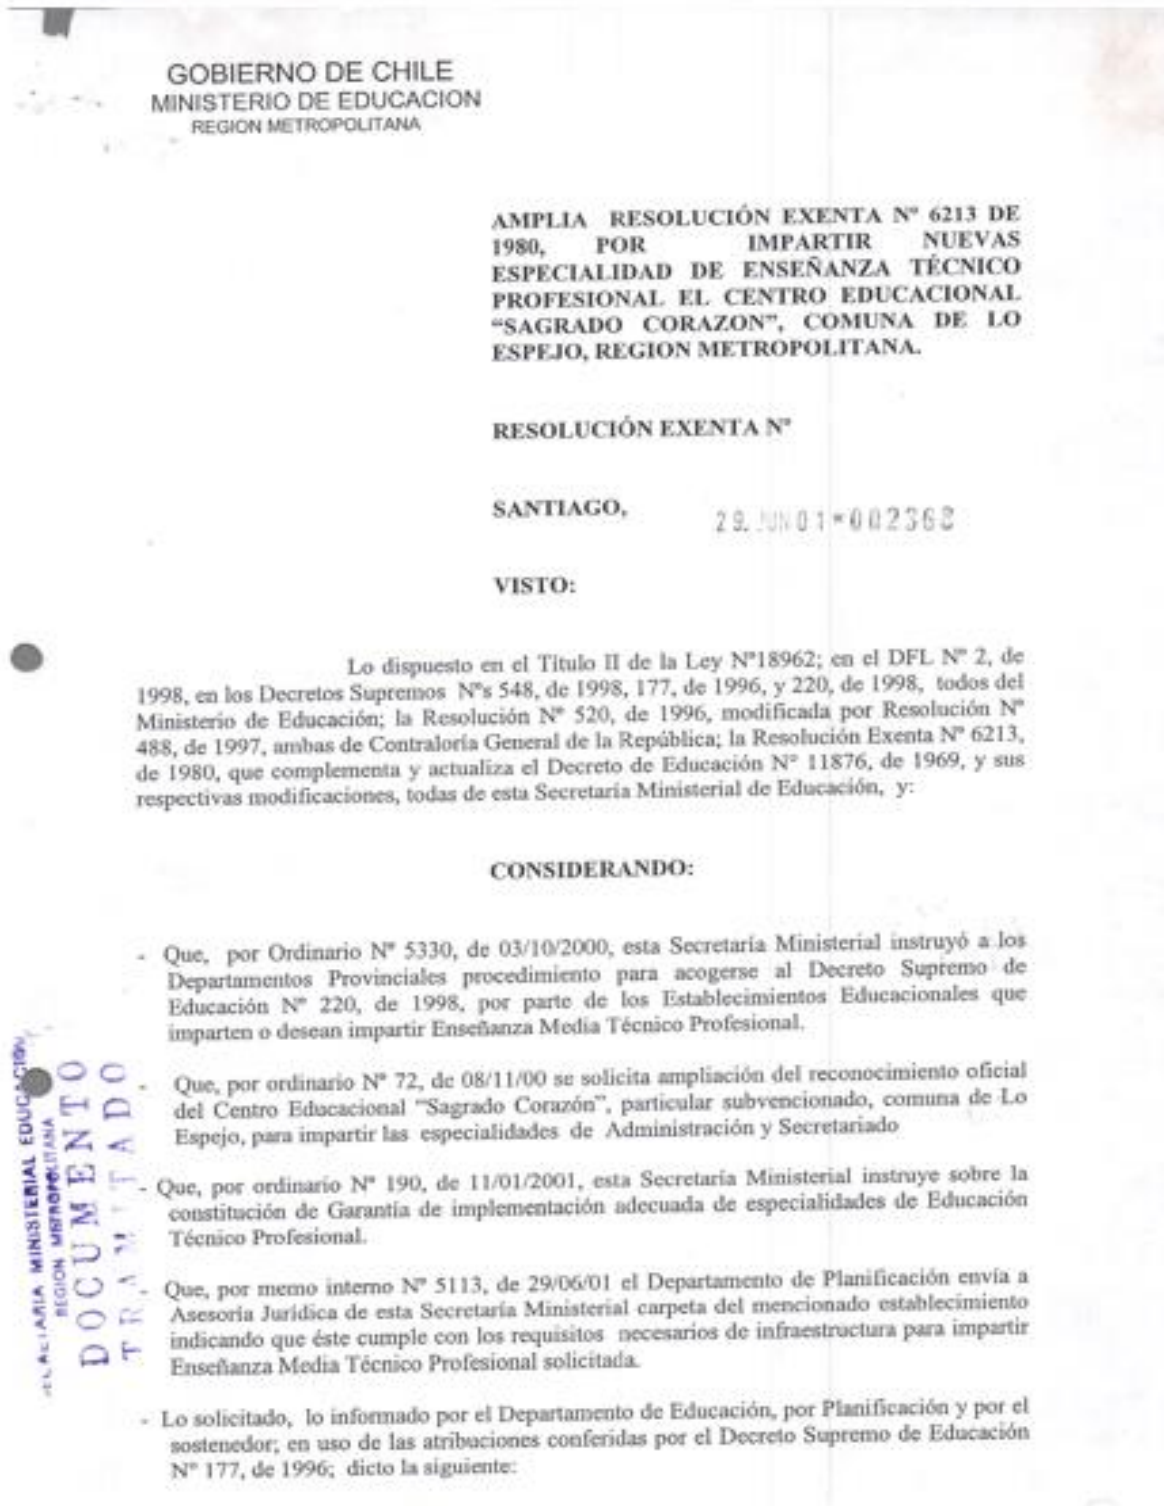 GOBIERNO DE CHILE
MINISTERIO DE EDUCACION
REGION METROPOLITANA
AMPLIA RESOLUCIÓN EXENTA Nº 6213 DE
1980, POR IMPARTIR NUEVAS
ESPECIALIDAD DE ENSEÑANZA TÉCNICO
PROFESIONAL EL CENTRO EDUCACIONAL
“SAGRADO CORAZON”, COMUNA DE LO
ESPEJO, REGION METROPOLITANA.
RESOLUCIÓN EXENTA Nº
SANTIAGO,
29. JUN 01 * 002368
VISTO:
Lo dispuesto en el Título II de la Ley Nº18962; en el DFL Nº 2, de
1998, en los Decretos Supremos Nºs 548, de 1998, 177, de 1996, y 220, de 1998, todos del
Ministerio de Educación; la Resolución Nº 520, de 1996, modificada por Resolución Nº
488, de 1997, ambas de Contraloría General de la República; la Resolución Exenta Nº 6213,
de 1980, que complementa y actualiza el Decreto de Educación Nº 11876, de 1969, y sus
respectivas modificaciones, todas de esta Secretaría Ministerial de Educación, y:
CONSIDERANDO:
- Que, por Ordinario Nº 5330, de 03/10/2000, esta Secretaría Ministerial instruyó a los
Departamentos Provinciales procedimiento para acogerse al Decreto Supremo de
Educación Nº 220, de 1998, por parte de los Establecimientos Educacionales que
imparten o desean impartir Enseñanza Media Técnico Profesional.
- Que, por ordinario Nº 72, de 08/11/00 se solicita ampliación del reconocimiento oficial
del Centro Educacional “Sagrado Corazón”, particular subvencionado, comuna de Lo
Espejo, para impartir las especialidades de Administración y Secretariado
- Que, por ordinario Nº 190, de 11/01/2001, esta Secretaría Ministerial instruye sobre la
constitución de Garantía de implementación adecuada de especialidades de Educación
Técnico Profesional.
- Que, por memo interno Nº 5113, de 29/06/01 el Departamento de Planificación envía a
Asesoría Jurídica de esta Secretaría Ministerial carpeta del mencionado establecimiento
indicando que éste cumple con los requisitos necesarios de infraestructura para impartir
Enseñanza Media Técnico Profesional solicitada.
- Lo solicitado, lo informado por el Departamento de Educación, por Planificación y por el
sostenedor; en uso de las atribuciones conferidas por el Decreto Supremo de Educación
Nº 177, de 1996; dicto la siguiente:
MINISTERIAL EDUCACION
REGION METROPOLITANA
DOCUMENTO
TRAMITADO